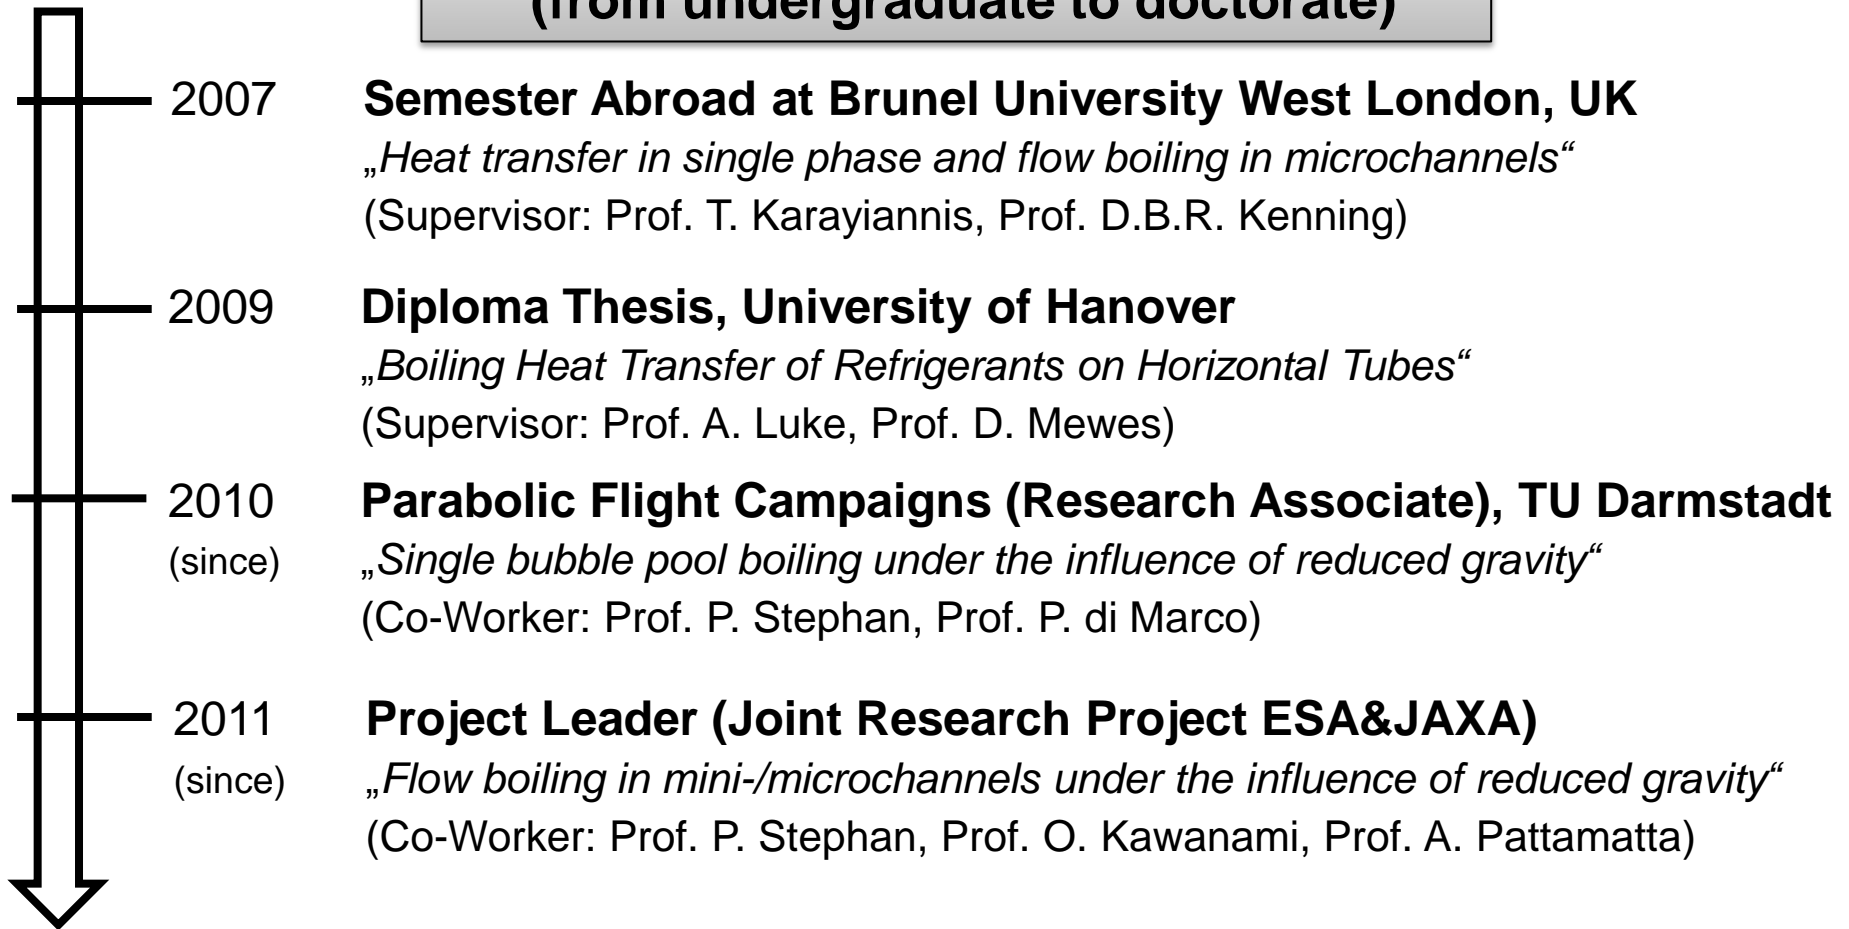 (from undergraduate to doctorate)
2007 Semester Abroad at Brunel University West London, UK
„Heat transfer in single phase and flow boiling in microchannels“
(Supervisor: Prof. T. Karayiannis, Prof. D.B.R. Kenning)
2009 Diploma Thesis, University of Hanover
„Boiling Heat Transfer of Refrigerants on Horizontal Tubes“
(Supervisor: Prof. A. Luke, Prof. D. Mewes)
2010 Parabolic Flight Campaigns (Research Associate), TU Darmstadt
(since) „Single bubble pool boiling under the influence of reduced gravity“
(Co-Worker: Prof. P. Stephan, Prof. P. di Marco)
2011 Project Leader (Joint Research Project ESA&JAXA)
(since) „Flow boiling in mini-/microchannels under the influence of reduced gravity“
(Co-Worker: Prof. P. Stephan, Prof. O. Kawanami, Prof. A. Pattamatta)